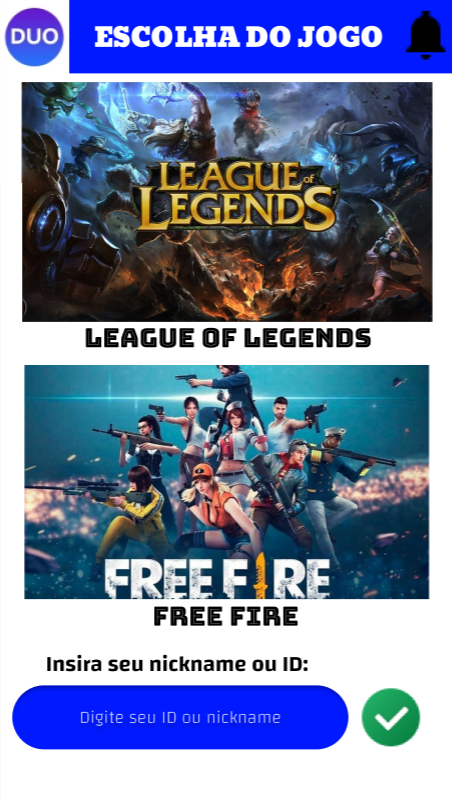 DUO
ESCOLHA DO JOGO
LEAGUE of
LEGENDS
LEAGUE OF LEGENDS
FREE FIRE
FREE FIRE
Insira seu nickname ou ID:
Digite seu ID ou nickname